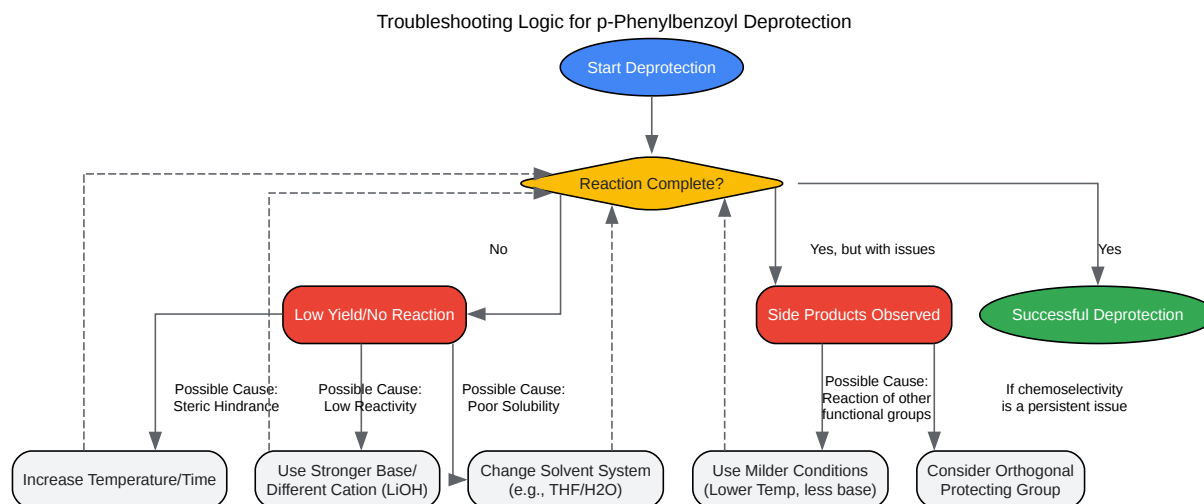 Troubleshooting Logic for p-Phenylbenzoyl Deprotection
Start Deprotection
Reaction Complete?
No
Yes, but with issues
Yes
Low Yield/No Reaction
Side Products Observed
Successful Deprotection
Possible Cause:
Steric Hindrance
Possible Cause:
Low Reactivity
Possible Cause:
Poor Solubility
Possible Cause:
Reaction of other
functional groups
If chemoselectivity
is a persistent issue
Increase Temperature/Time
Use Stronger Base/
Different Cation (LiOH)
Change Solvent System
(e.g., THF/H2O)
Use Milder Conditions
(Lower Temp, less base)
Consider Orthogonal
Protecting Group